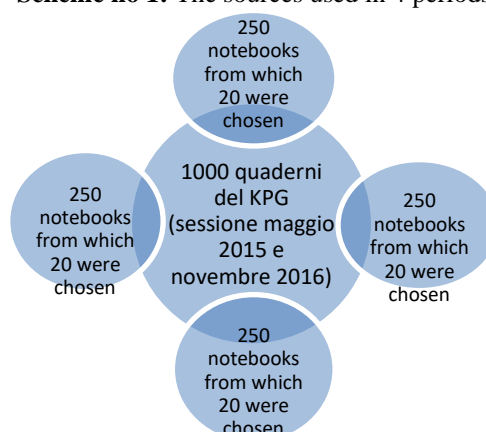 Scheme no 1: The sources used in 4 periods
250
notebooks
from which
20 were
chosen
1000 quaderni
del KPG
(sessione maggio
2015 e
novembre 2016)
250
notebooks
from which
20 were
chosen
250
notebooks
from which
20 were
chosen
250
notebooks
from which
20 were
chosen